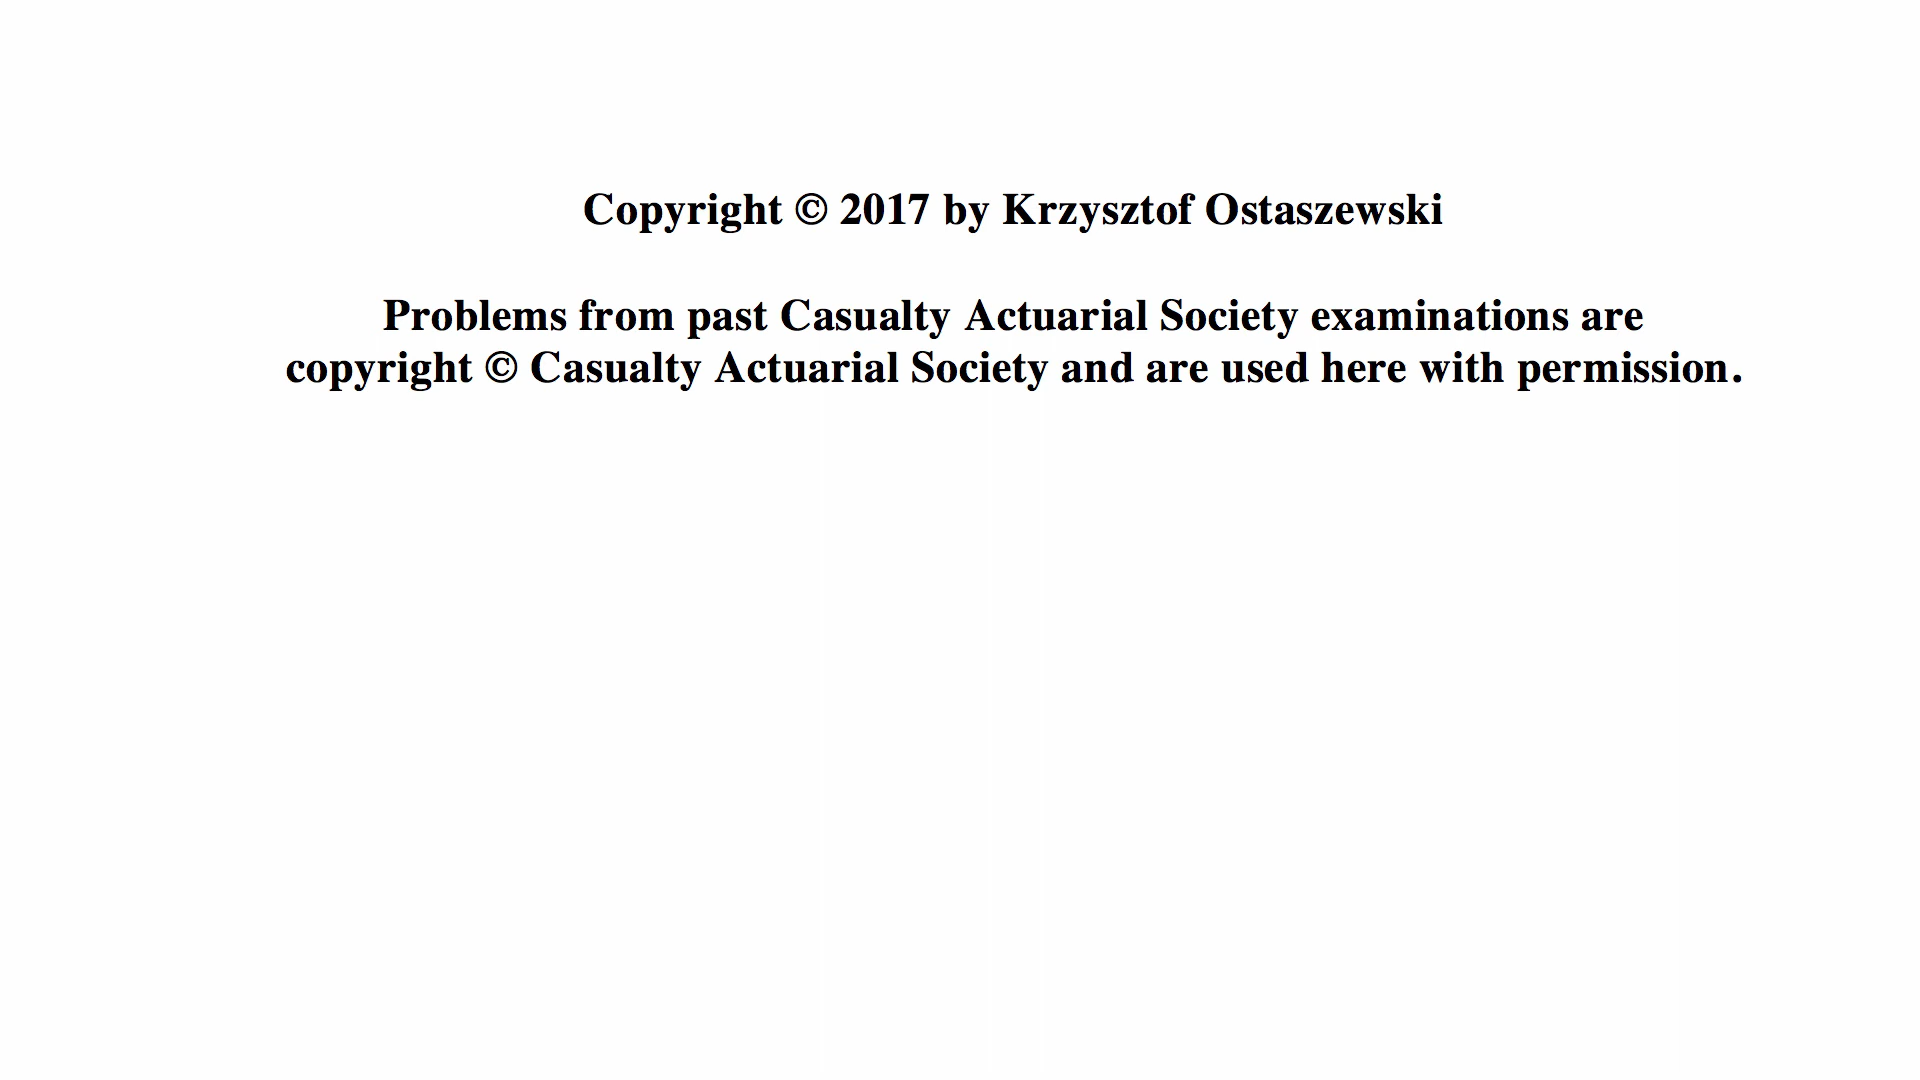 Copyright © 2017 by Krzysztof Ostaszewski
Problems from past Casualty Actuarial Society examinations are
copyright © Casualty Actuarial Society and are used here with permission.